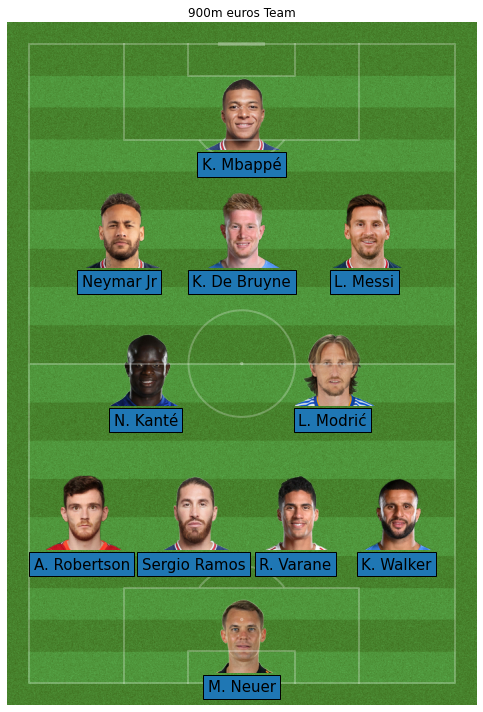 900m euros Team
K. Mbappé
Neymar Jr
K. De Bruyne
L. Messi
N. Kanté
L. Modrić
A. Robertson
Sergio Ramos
R. Varane
K. Walker
M. Neuer